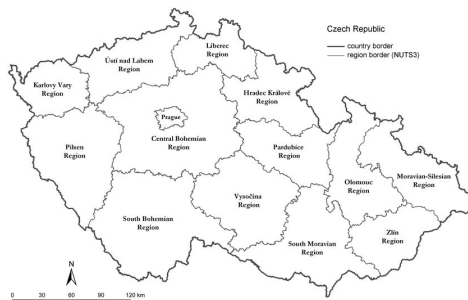 Czech Republic
country border
region border (NUTS3)
Liberec
Region
Ústí nad Labem
Region
Karlovy Vary
Region
Hradec Králové
Region
Prague
Central Bohemian
Region
Pilsen
Region
Pardubice
Region
Olomouc
Region
Moravian-Silesian
Region
Vysočina
Region
South Bohemian
Region
South Moravian
Region
Zlín
Region
N
0 30 60 90 120 km